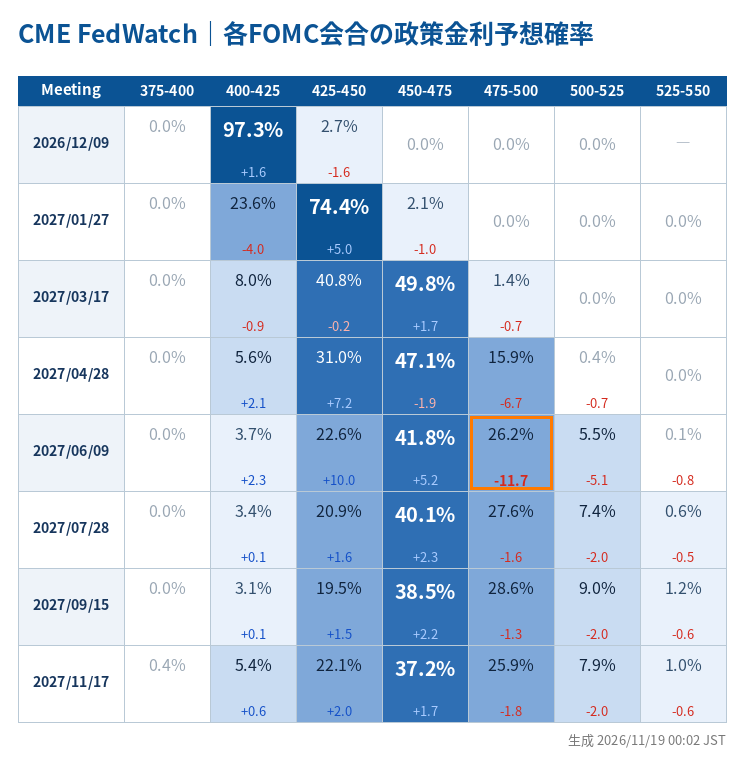 CME FedWatch｜各FOMC会合の政策金利予想確率
Meeting 375-400 400-425 425-450 450-475 475-500 500-525 525-550
2026/12/09 0.0% 97.3% 2.7% 0.0% 0.0% 0.0% —
+1.6 -1.6
2027/01/27 0.0% 23.6% 74.4% 2.1% 0.0% 0.0% 0.0%
-4.0 +5.0 -1.0
2027/03/17 0.0% 8.0% 40.8% 49.8% 1.4% 0.0% 0.0%
-0.9 -0.2 +1.7 -0.7
2027/04/28 0.0% 5.6% 31.0% 47.1% 15.9% 0.4% 0.0%
+2.1 +7.2 -1.9 -6.7 -0.7
2027/06/09 0.0% 3.7% 22.6% 41.8% 26.2% 5.5% 0.1%
+2.3 +10.0 +5.2 -11.7 -5.1 -0.8
2027/07/28 0.0% 3.4% 20.9% 40.1% 27.6% 7.4% 0.6%
+0.1 +1.6 +2.3 -1.6 -2.0 -0.5
2027/09/15 0.0% 3.1% 19.5% 38.5% 28.6% 9.0% 1.2%
+0.1 +1.5 +2.2 -1.3 -2.0 -0.6
2027/11/17 0.4% 5.4% 22.1% 37.2% 25.9% 7.9% 1.0%
+0.6 +2.0 +1.7 -1.8 -2.0 -0.6
生成 2026/11/19 00:02 JST